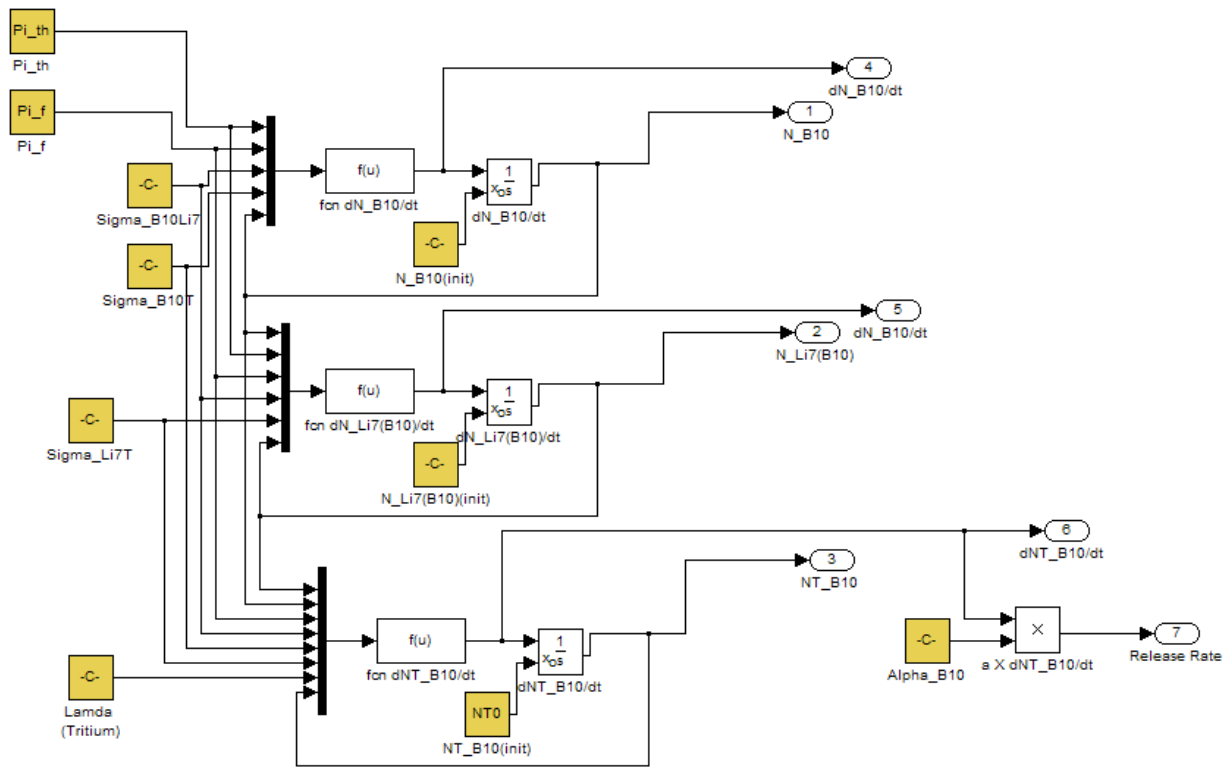 Pi_th
Pi_th
Pi_f
Pi_f
-C-
Sigma_B10Li7
-C-
Sigma_B10T
f(u)
fcn dN_B10/dt
1
s
xo
dN_B10/dt
-C-
N_B10(init)
4
dN_B10/dt
1
N_B10
-C-
Sigma_Li7T
f(u)
fcn dN_Li7(B10)/dt
1
s
xo
dN_Li7(B10)/dt
-C-
N_Li7(B10)(init)
5
dN_B10/dt
2
N_Li7(B10)
-C-
Lamda
(Tritium)
f(u)
fcn dNT_B10/dt
1
s
xo
dNT_B10/dt
NT0
NT_B10(init)
6
dNT_B10/dt
3
NT_B10
-C-
Alpha_B10
X
a X dNT_B10/dt
7
Release Rate